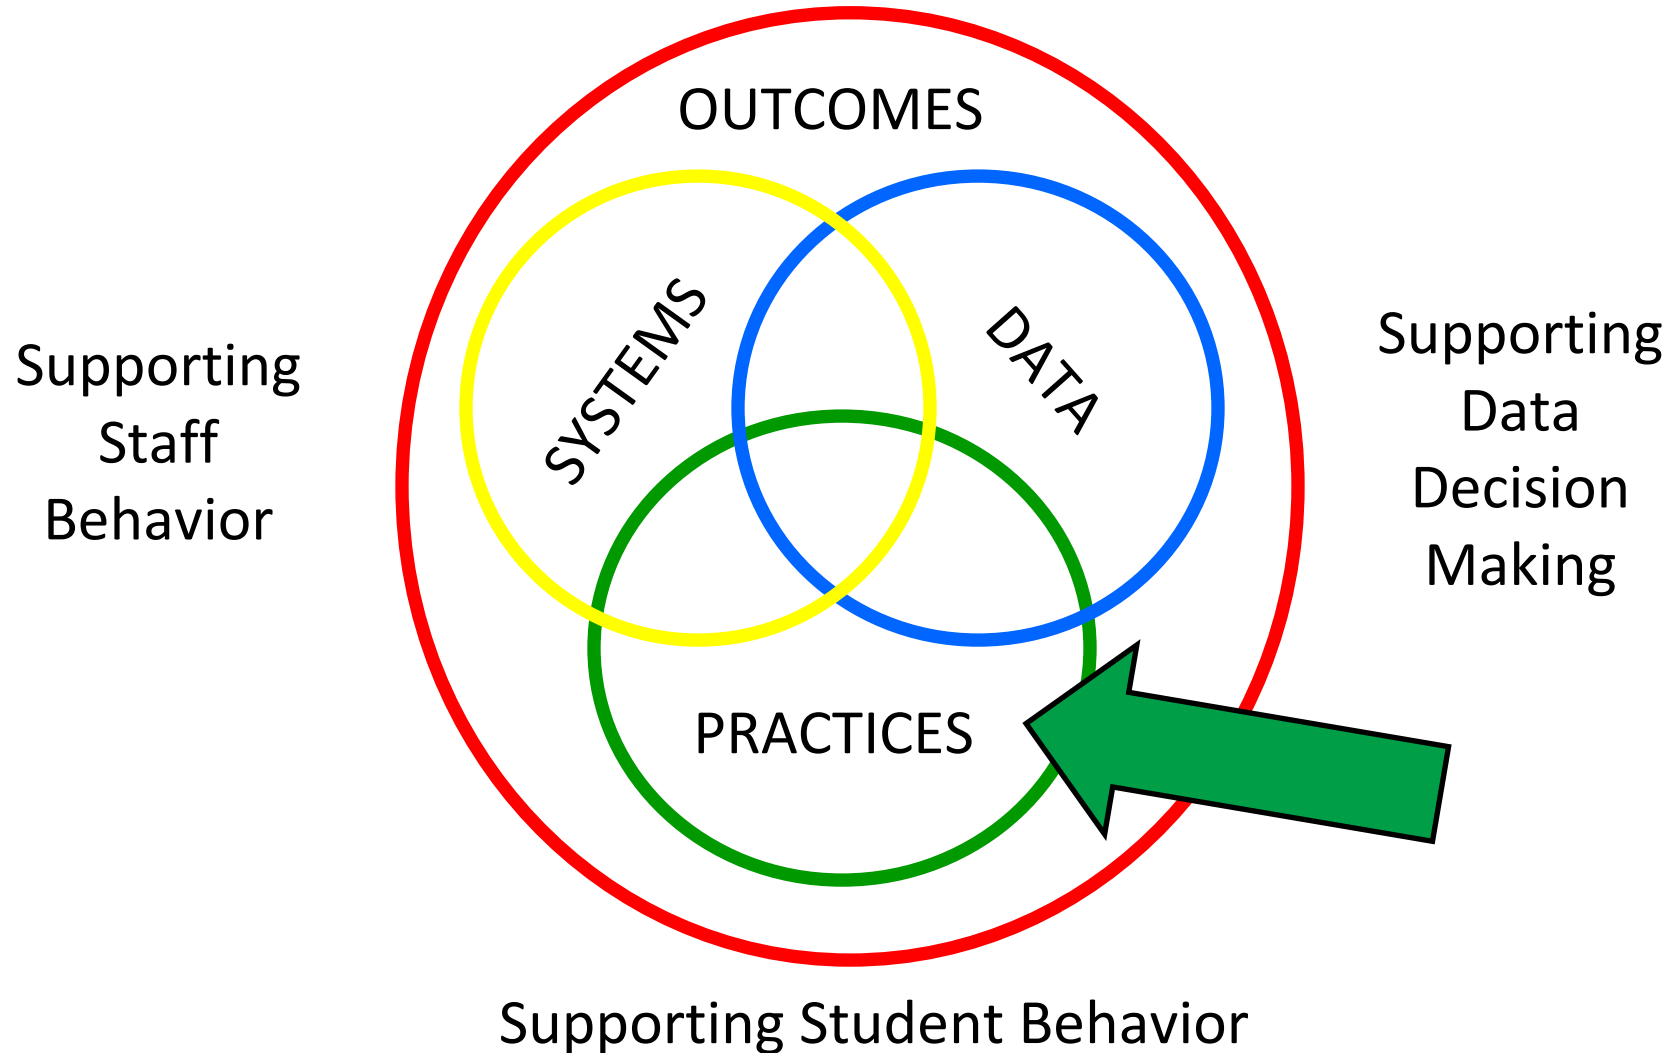 OUTCOMES
SYSTEMS
DATA
PRACTICES
Supporting
Staff
Behavior
Supporting
Data
Decision
Making
Supporting Student Behavior